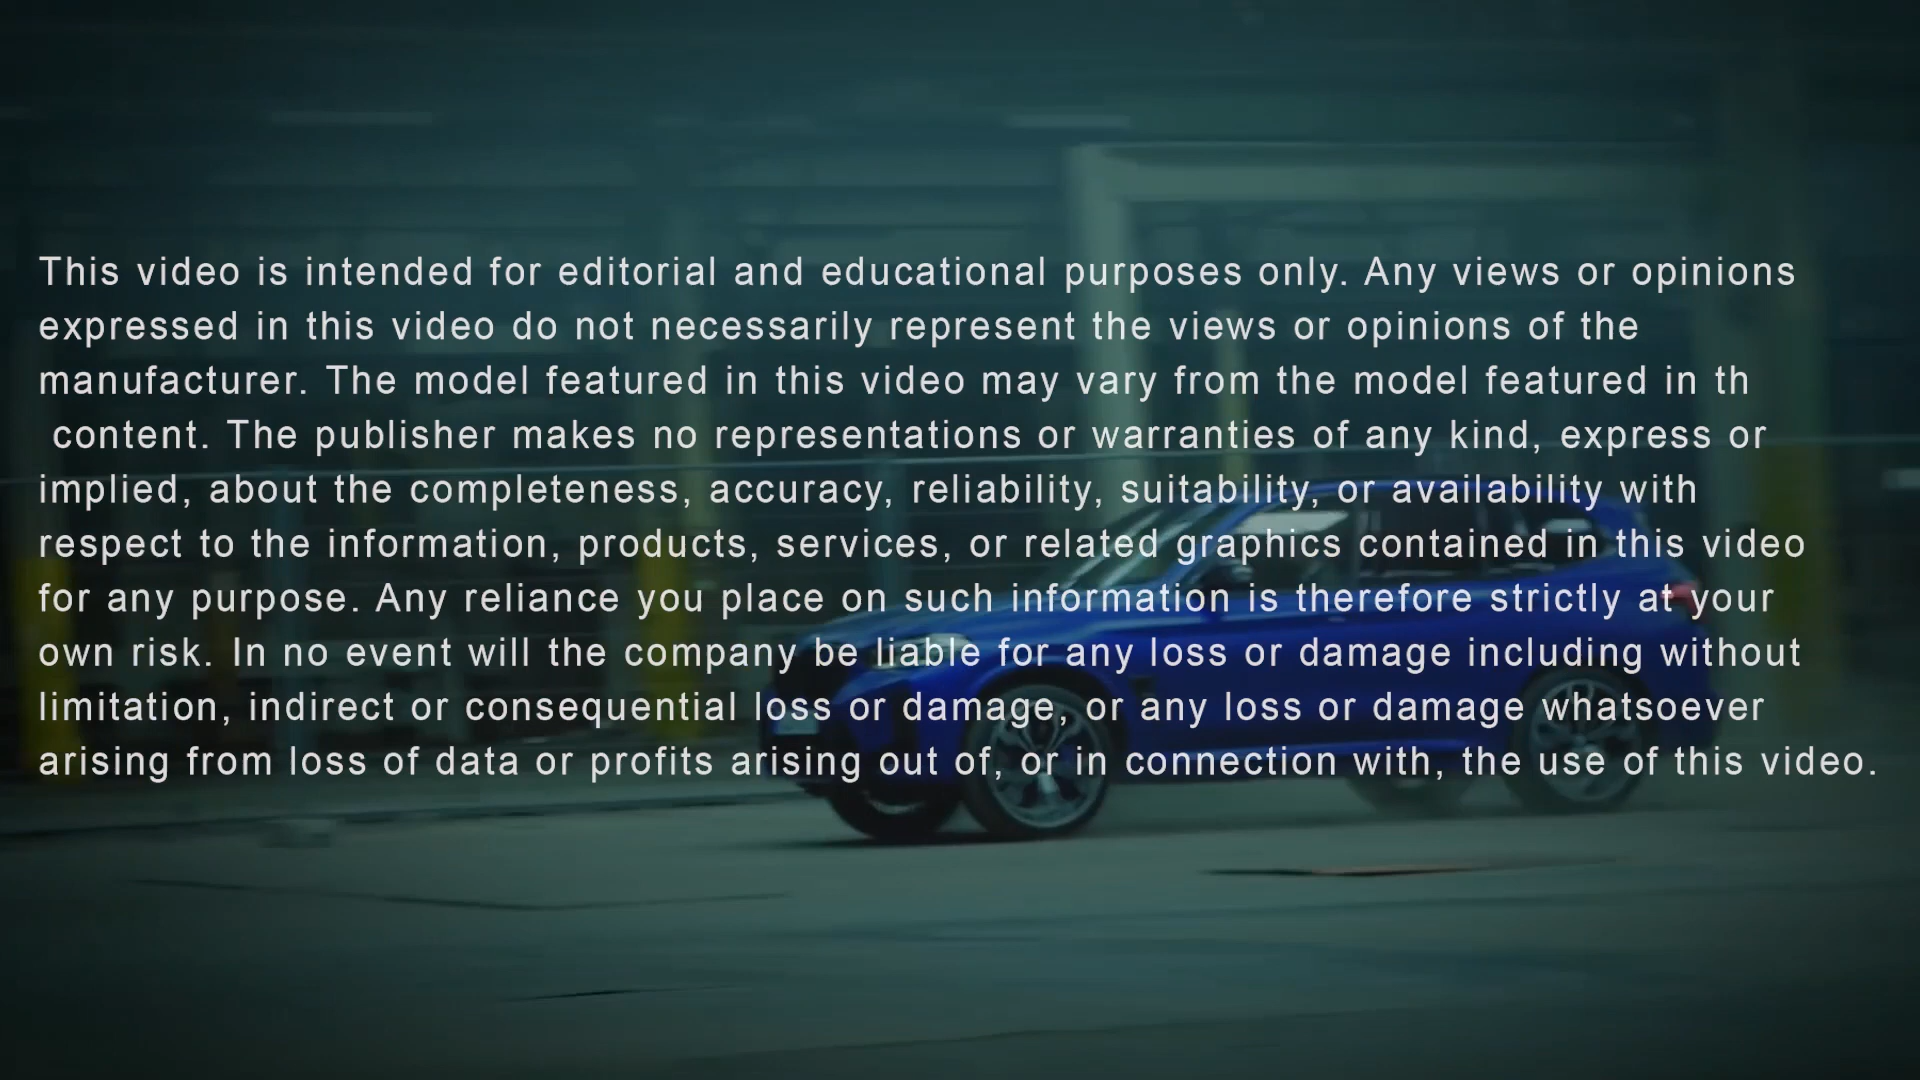 This video is intended for editorial and educational purposes only. Any views or opinions
expressed in this video do not necessarily represent the views or opinions of the
manufacturer. The model featured in this video may vary from the model featured in th
content. The publisher makes no representations or warranties of any kind, express or
implied, about the completeness, accuracy, reliability, suitability, or availability with
respect to the information, products, services, or related graphics contained in this video
for any purpose. Any reliance you place on such information is therefore strictly at your
own risk. In no event will the company be liable for any loss or damage including without
limitation, indirect or consequential loss or damage, or any loss or damage whatsoever
arising from loss of data or profits arising out of, or in connection with, the use of this video.